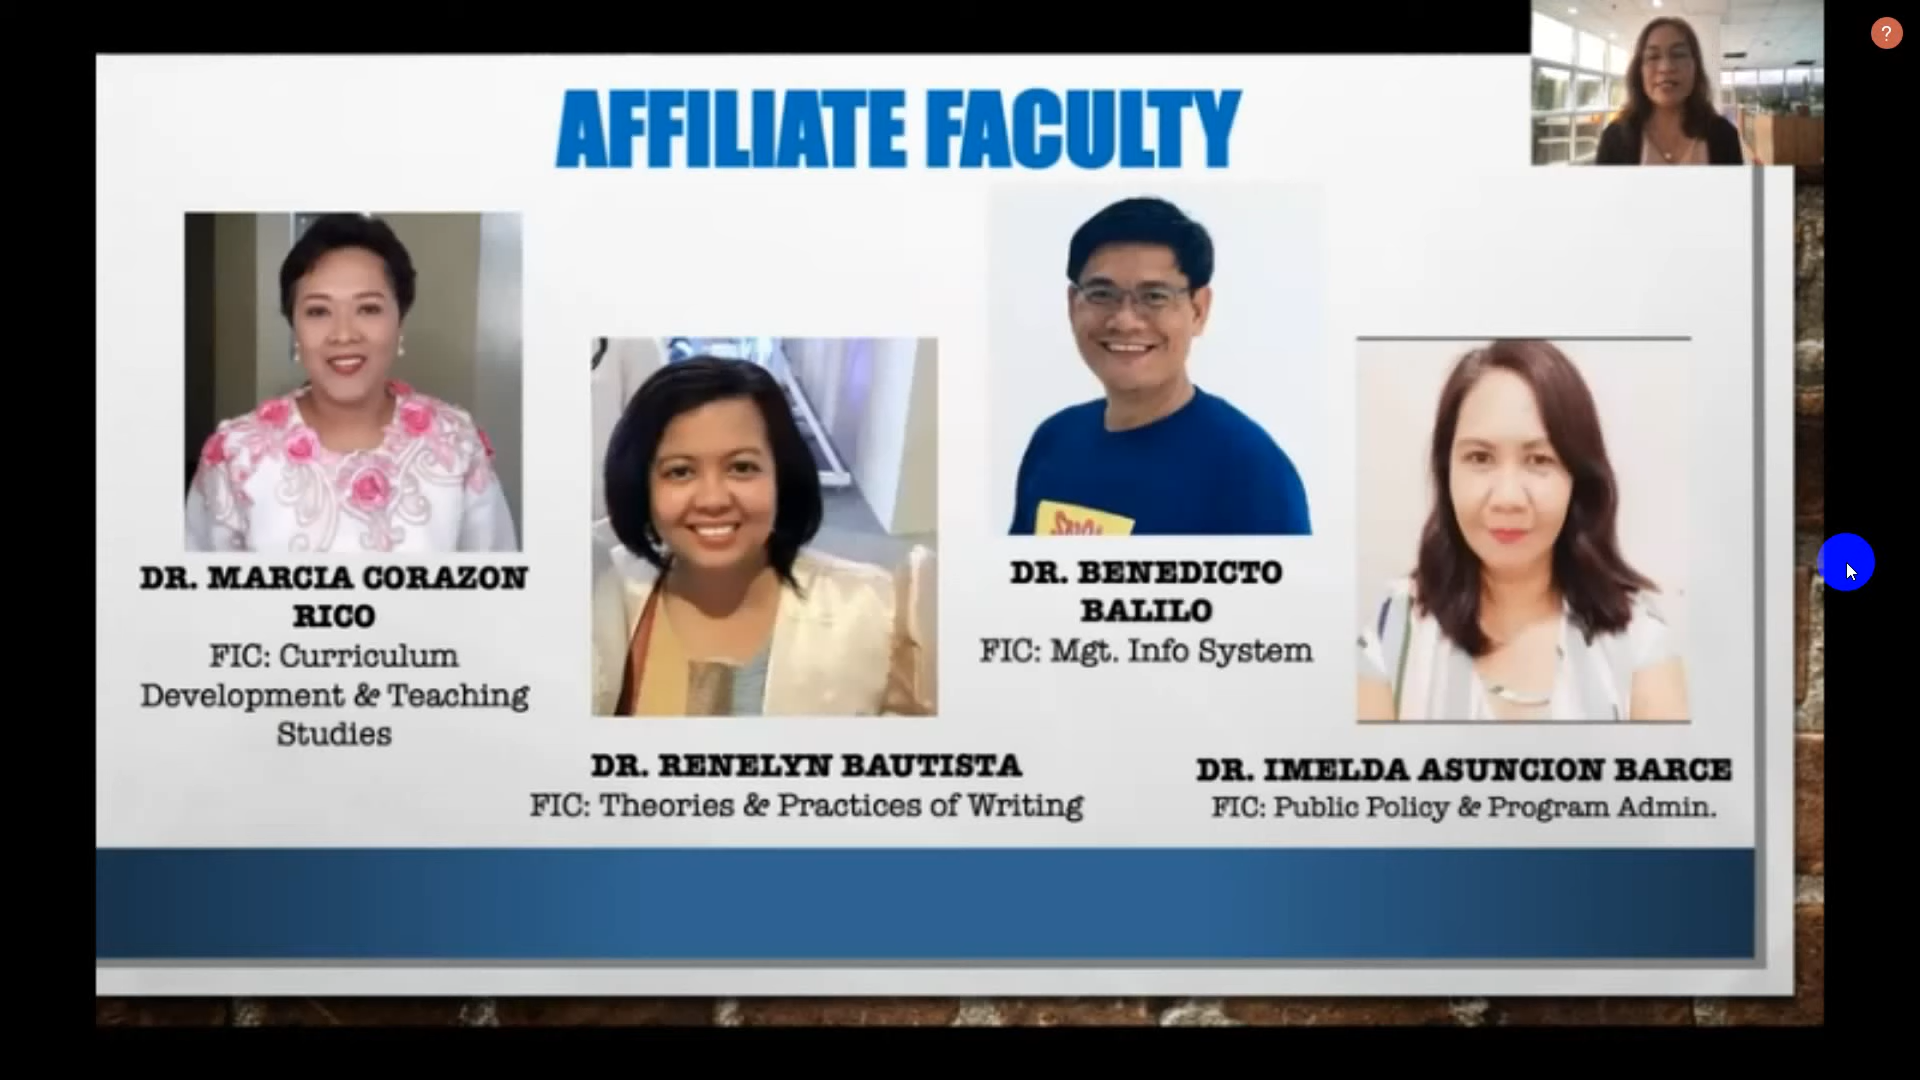 AFFILIATE FACULTY
DR. MARCIA CORAZON
RICO
FIC: Curriculum
Development & Teaching
Studies
DR. RENELYN BAUTISTA
FIC: Theories & Practices of Writing
DR. BENEDICTO
BALILO
FIC: Mgt. Info System
DR. IMELDA ASUNCION BARCE
FIC: Public Policy & Program Admin.
?